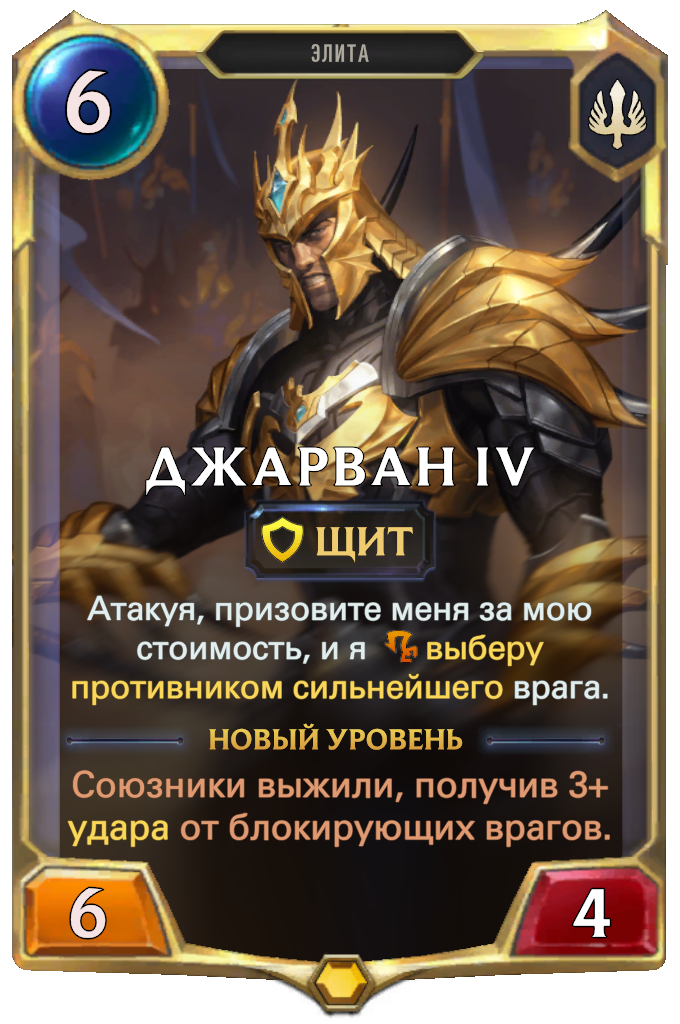 ЭЛИТА
6
ДЖАРВАН IV
ЩИТ
Атакуя, призовите меня за мою
стоимость, и я выберу
противником сильнейшего врага.
НОВЫЙ УРОВЕНЬ
Союзники выжили, получив 3+
удара от блокирующих врагов.
6
4